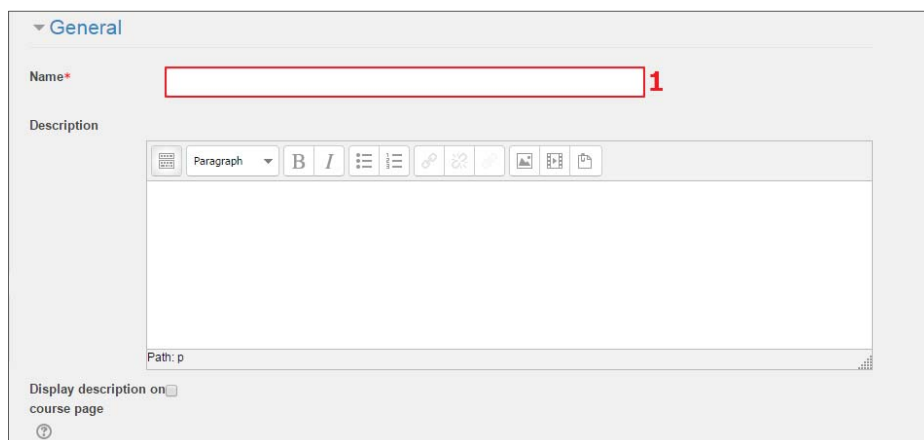 General
Name*
1
Description
Paragraph B I
Path: p
Display description on
course page
?